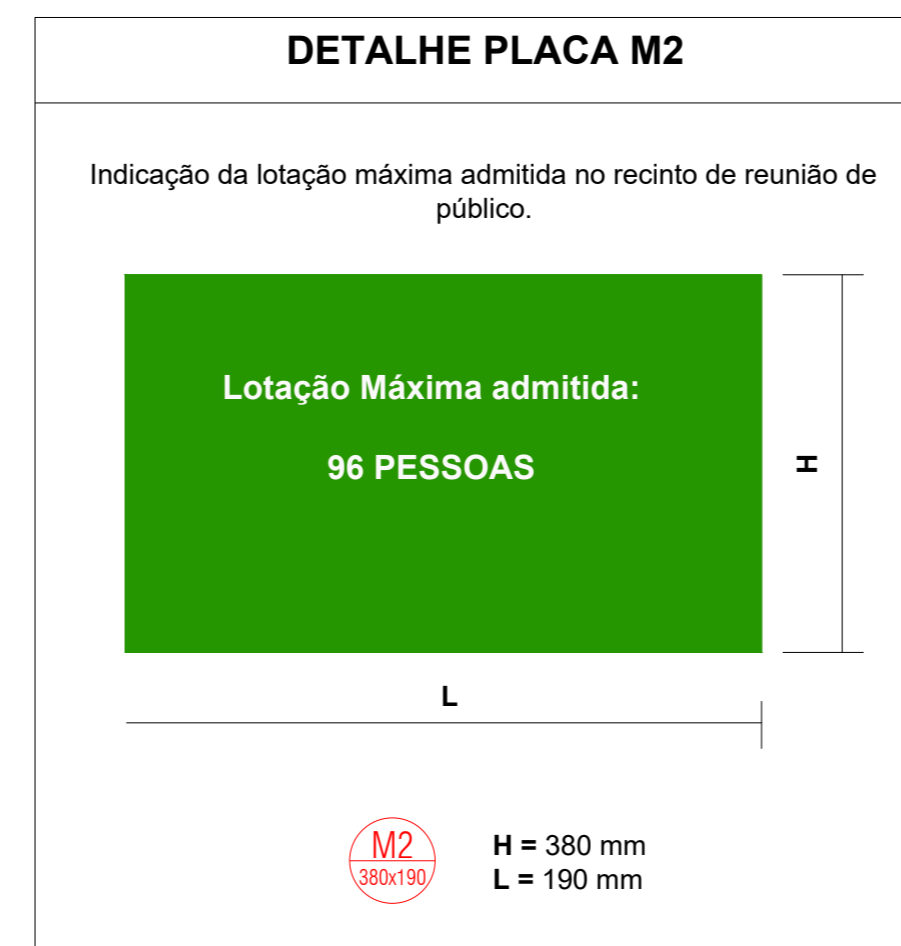 DETALHE PLACA M2
Indicação da lotação máxima admitida no recinto de reunião de
público.
Lotação Máxima admitida:
96 PESSOAS
H
L
M2
380x190
H = 380 mm
L = 190 mm